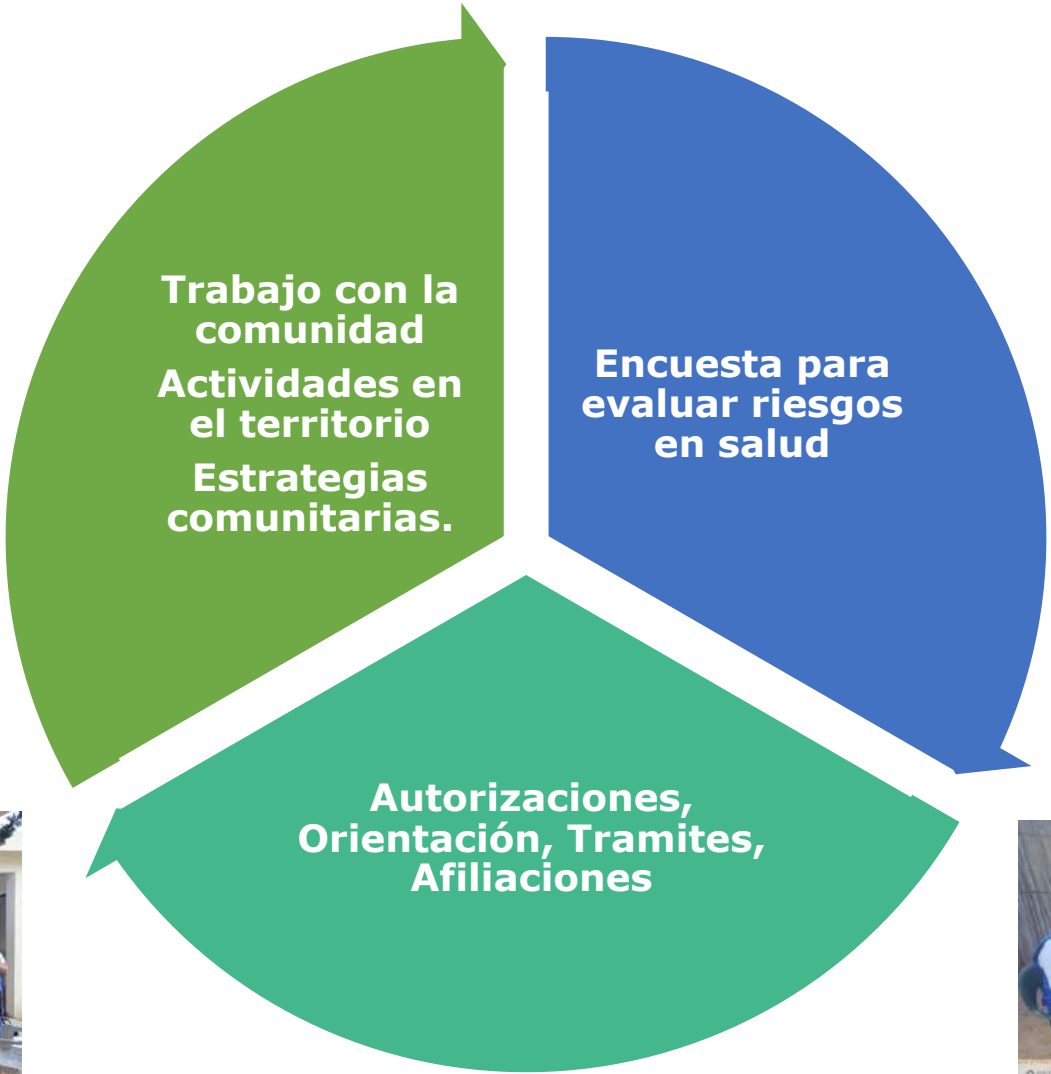 Trabajo con la
comunidad
Actividades en
el territorio
Estrategias
comunitarias.
Encuesta para
evaluar riesgos
en salud
Autorizaciones,
Orientación, Tramites,
Afiliaciones